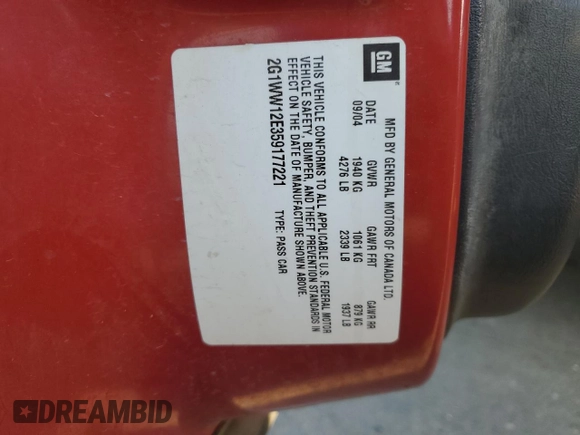 GM
MFD BY GENERAL MOTORS OF CANADA LTD.
DATE GVWR GAWR FRT GAWR RR
09/04 1940 KG 1061 KG 879 KG
4276 LB 2339 LB 1937 LB
THIS VEHICLE CONFORMS TO ALL APPLICABLE U.S. FEDERAL MOTOR
VEHICLE SAFETY, BUMPER, AND THEFT PREVENTION STANDARDS IN
EFFECT ON THE DATE OF MANUFACTURE SHOWN ABOVE.
2G1WW12E359177221 TYPE: PASS CAR
DREAMBID